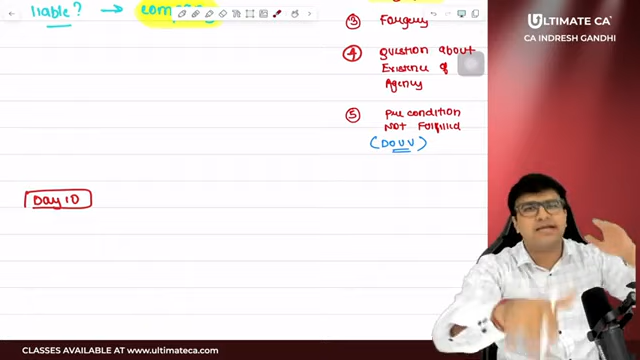 liable? → company
③ Forgery
④ Question about
Existence of
Agency
⑤ Pre condition
Not Fulfilled
(DOUV)
Day 10
ULTIMATE CA
CA INDRESH GANDHI
CLASSES AVAILABLE AT www.ultimateca.com